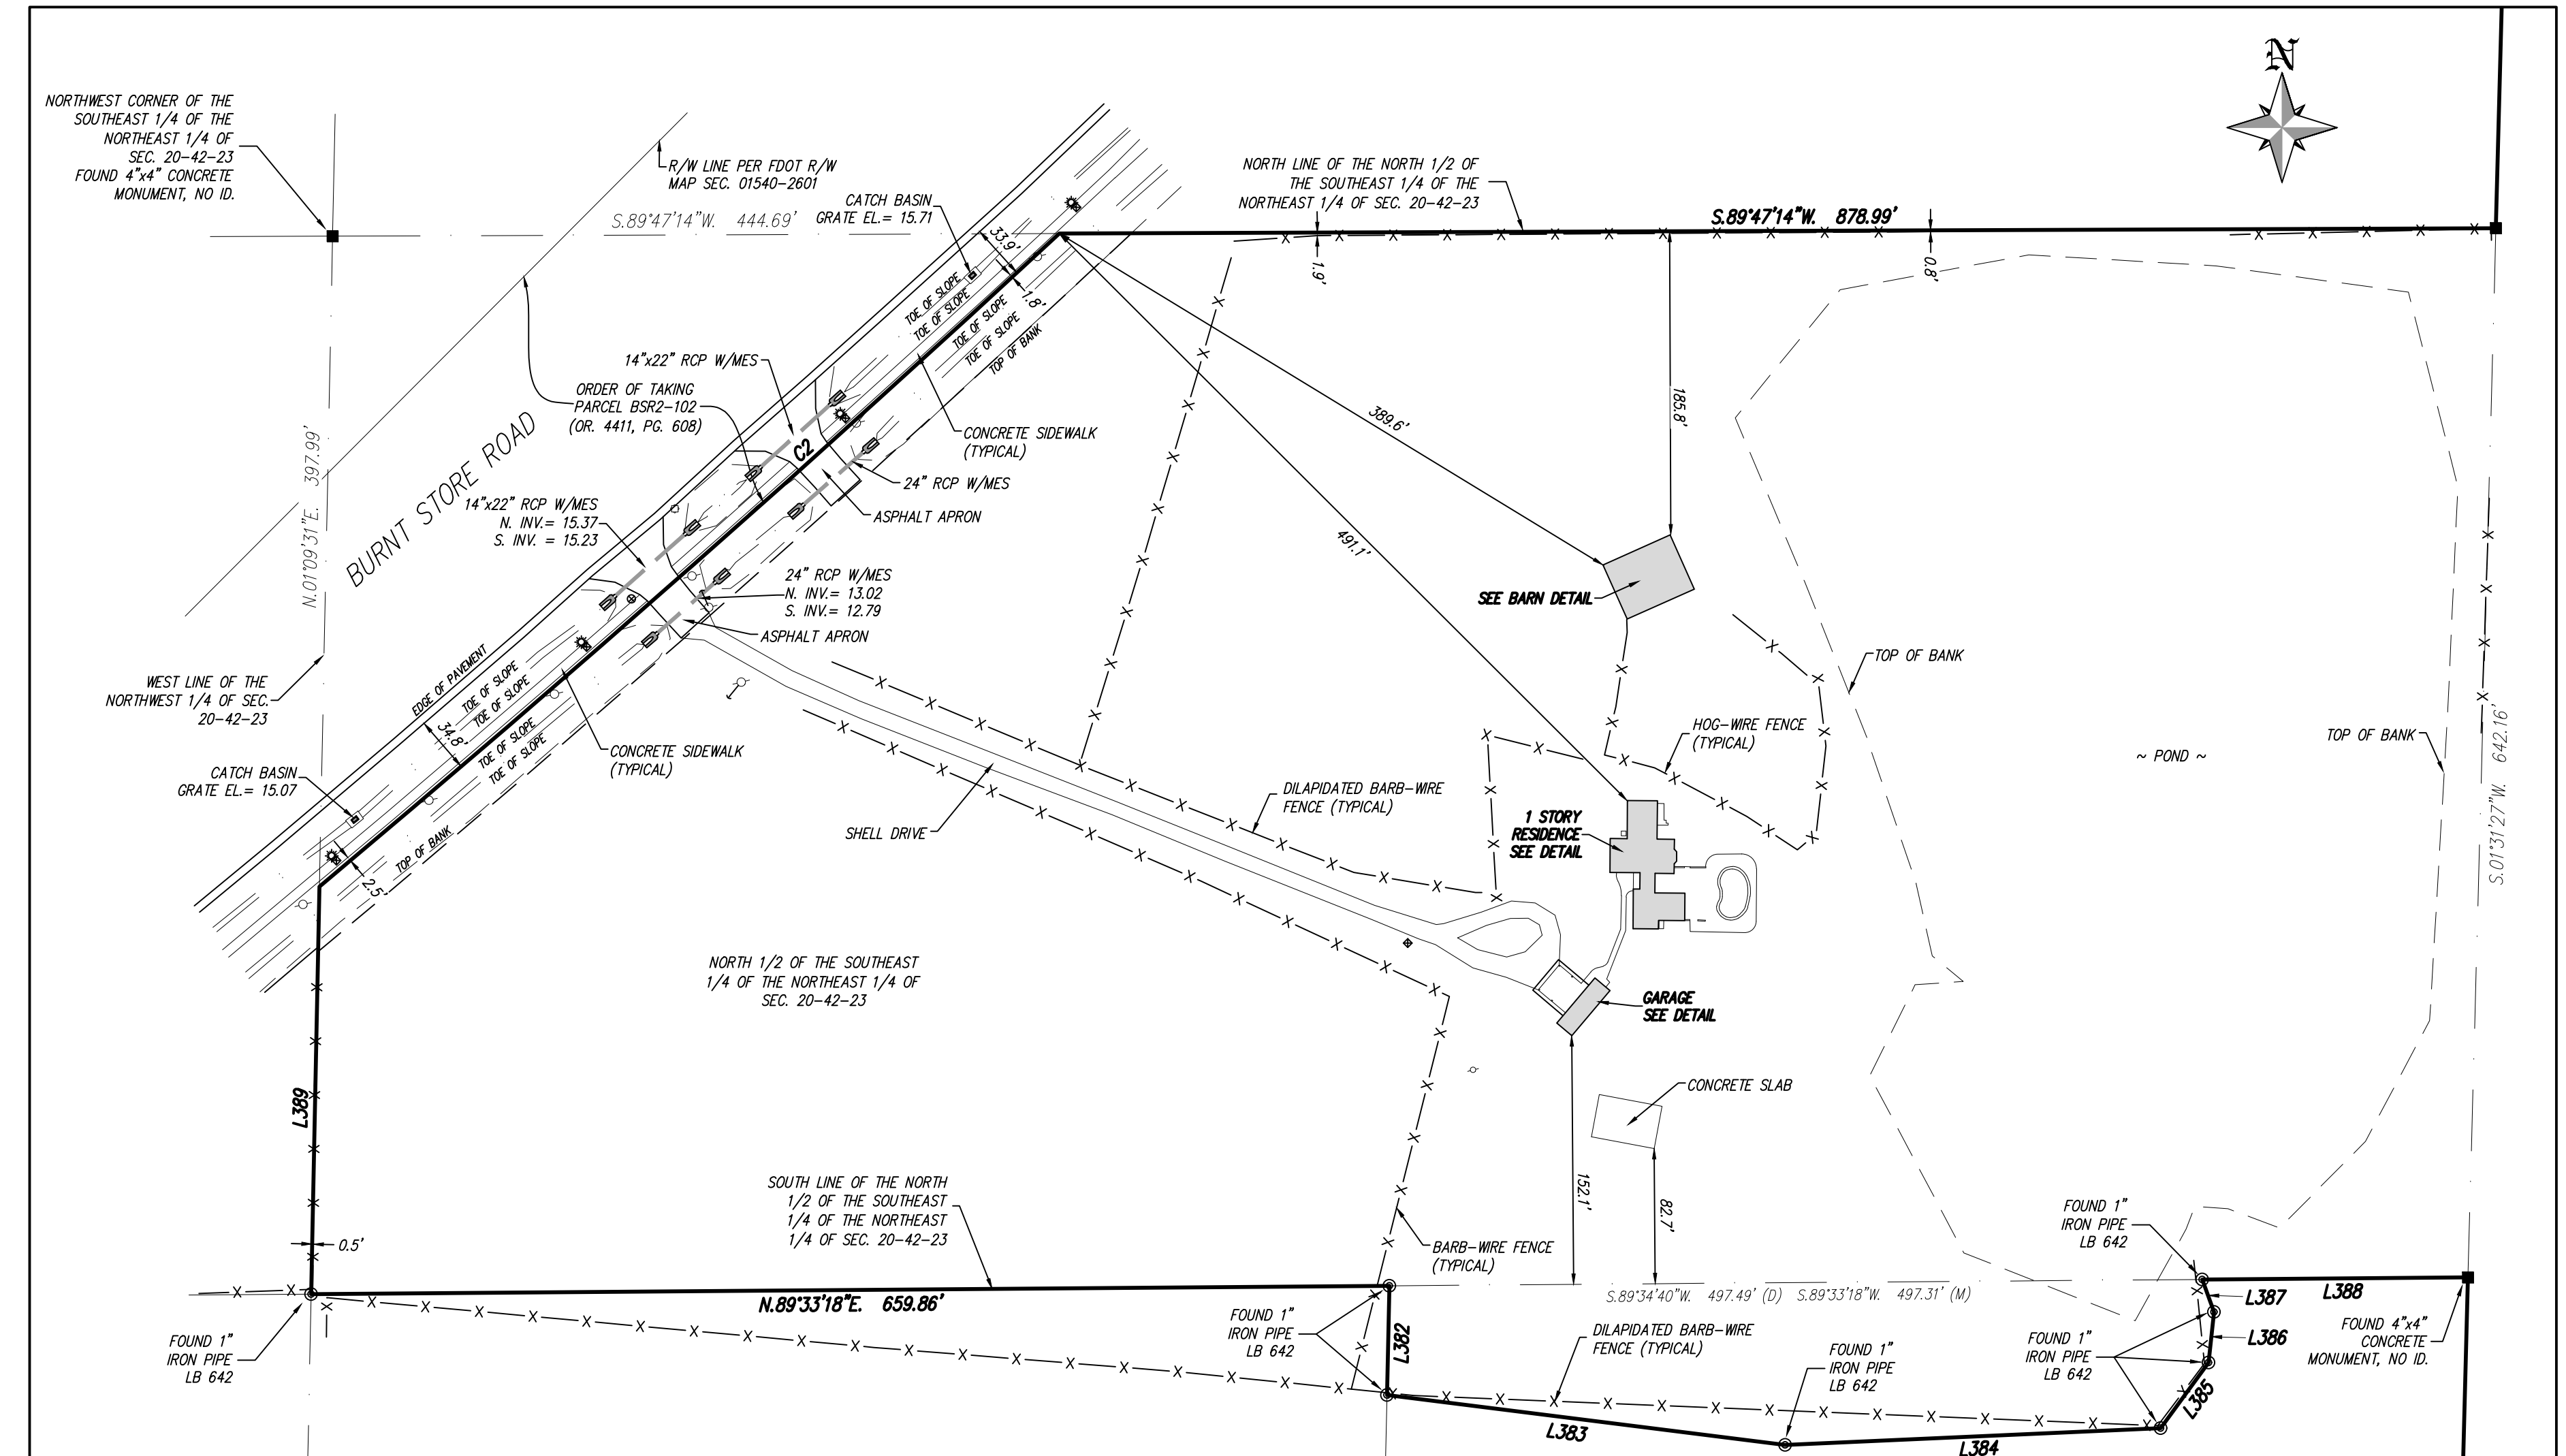 N
NORTHWEST CORNER OF THE
SOUTHEAST 1/4 OF THE
NORTHEAST 1/4 OF
SEC. 20-42-23
FOUND 4"x4" CONCRETE
MONUMENT, NO ID.
R/W LINE PER FDOT R/W
MAP SEC. 01540-2601
S.89°47'14"W. 444.69'
CATCH BASIN
GRATE EL.= 15.71
33.9'
1.8'
NORTH LINE OF THE NORTH 1/2 OF
THE SOUTHEAST 1/4 OF THE
NORTHEAST 1/4 OF SEC. 20-42-23
S.89°47'14"W. 878.99'
1.9'
0.8'
TOE OF SLOPE
TOE OF SLOPE
TOE OF SLOPE
TOE OF SLOPE
TOP OF BANK
14"x22" RCP W/MES
ORDER OF TAKING
PARCEL BSR2-102
(OR. 4411, PG. 608)
C2
CONCRETE SIDEWALK
(TYPICAL)
24" RCP W/MES
ASPHALT APRON
389.6'
185.8'
491.1'
N.01°09'31"E. 397.99'
BURNT STORE ROAD
14"x22" RCP W/MES
N. INV.= 15.37
S. INV. = 15.23
24" RCP W/MES
N. INV.= 13.02
S. INV.= 12.79
ASPHALT APRON
SEE BARN DETAIL
TOP OF BANK
WEST LINE OF THE
NORTHWEST 1/4 OF SEC.
20-42-23
EDGE OF PAVEMENT
TOE OF SLOPE
TOE OF SLOPE
TOE OF SLOPE
TOE OF SLOPE
34.8'
CONCRETE SIDEWALK
(TYPICAL)
CATCH BASIN
GRATE EL.= 15.07
TOP OF BANK
2.5'
HOG-WIRE FENCE
(TYPICAL)
~ POND ~
TOP OF BANK
S.01°31'27"W. 642.16'
DILAPIDATED BARB-WIRE
FENCE (TYPICAL)
SHELL DRIVE
1 STORY
RESIDENCE
SEE DETAIL
NORTH 1/2 OF THE SOUTHEAST
1/4 OF THE NORTHEAST 1/4 OF
SEC. 20-42-23
GARAGE
SEE DETAIL
L389
CONCRETE SLAB
SOUTH LINE OF THE NORTH
1/2 OF THE SOUTHEAST
1/4 OF THE NORTHEAST
1/4 OF SEC. 20-42-23
152.1'
82.7'
0.5'
BARB-WIRE FENCE
(TYPICAL)
FOUND 1"
IRON PIPE
LB 642
N.89°33'18"E. 659.86'
S.89°34'40"W. 497.49' (D) S.89°33'18"W. 497.31' (M)
L387
L388
FOUND 1"
IRON PIPE
LB 642
FOUND 1"
IRON PIPE
LB 642
L382
DILAPIDATED BARB-WIRE
FENCE (TYPICAL)
FOUND 1"
IRON PIPE
LB 642
FOUND 1"
IRON PIPE
LB 642
L386
FOUND 4"x4"
CONCRETE
MONUMENT, NO ID.
L385
L383
L384